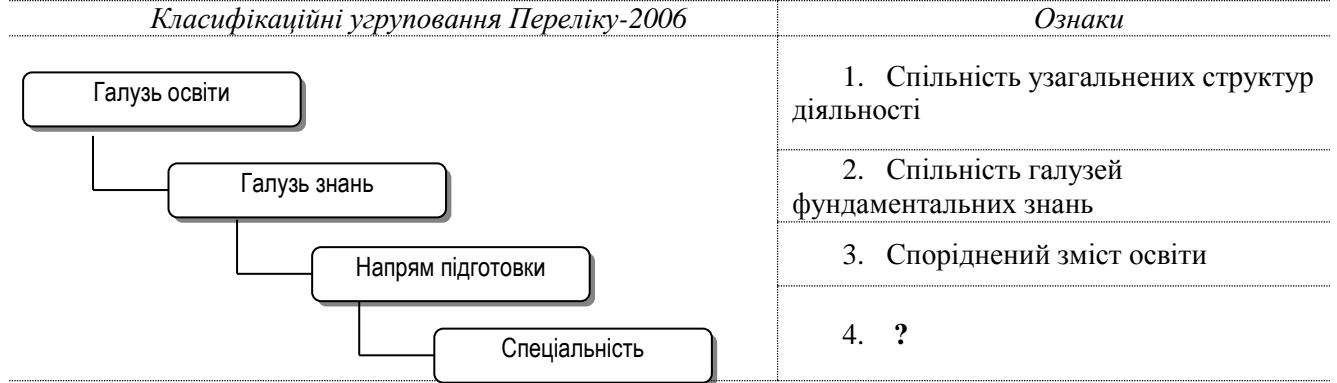 Класифікаційні угруповання Переліку-2006
Ознаки
Галузь освіти
1. Спільність узагальнених структур
діяльності
Галузь знань
2. Спільність галузей
фундаментальних знань
Напрям підготовки
3. Споріднений зміст освіти
Спеціальність
4. ?